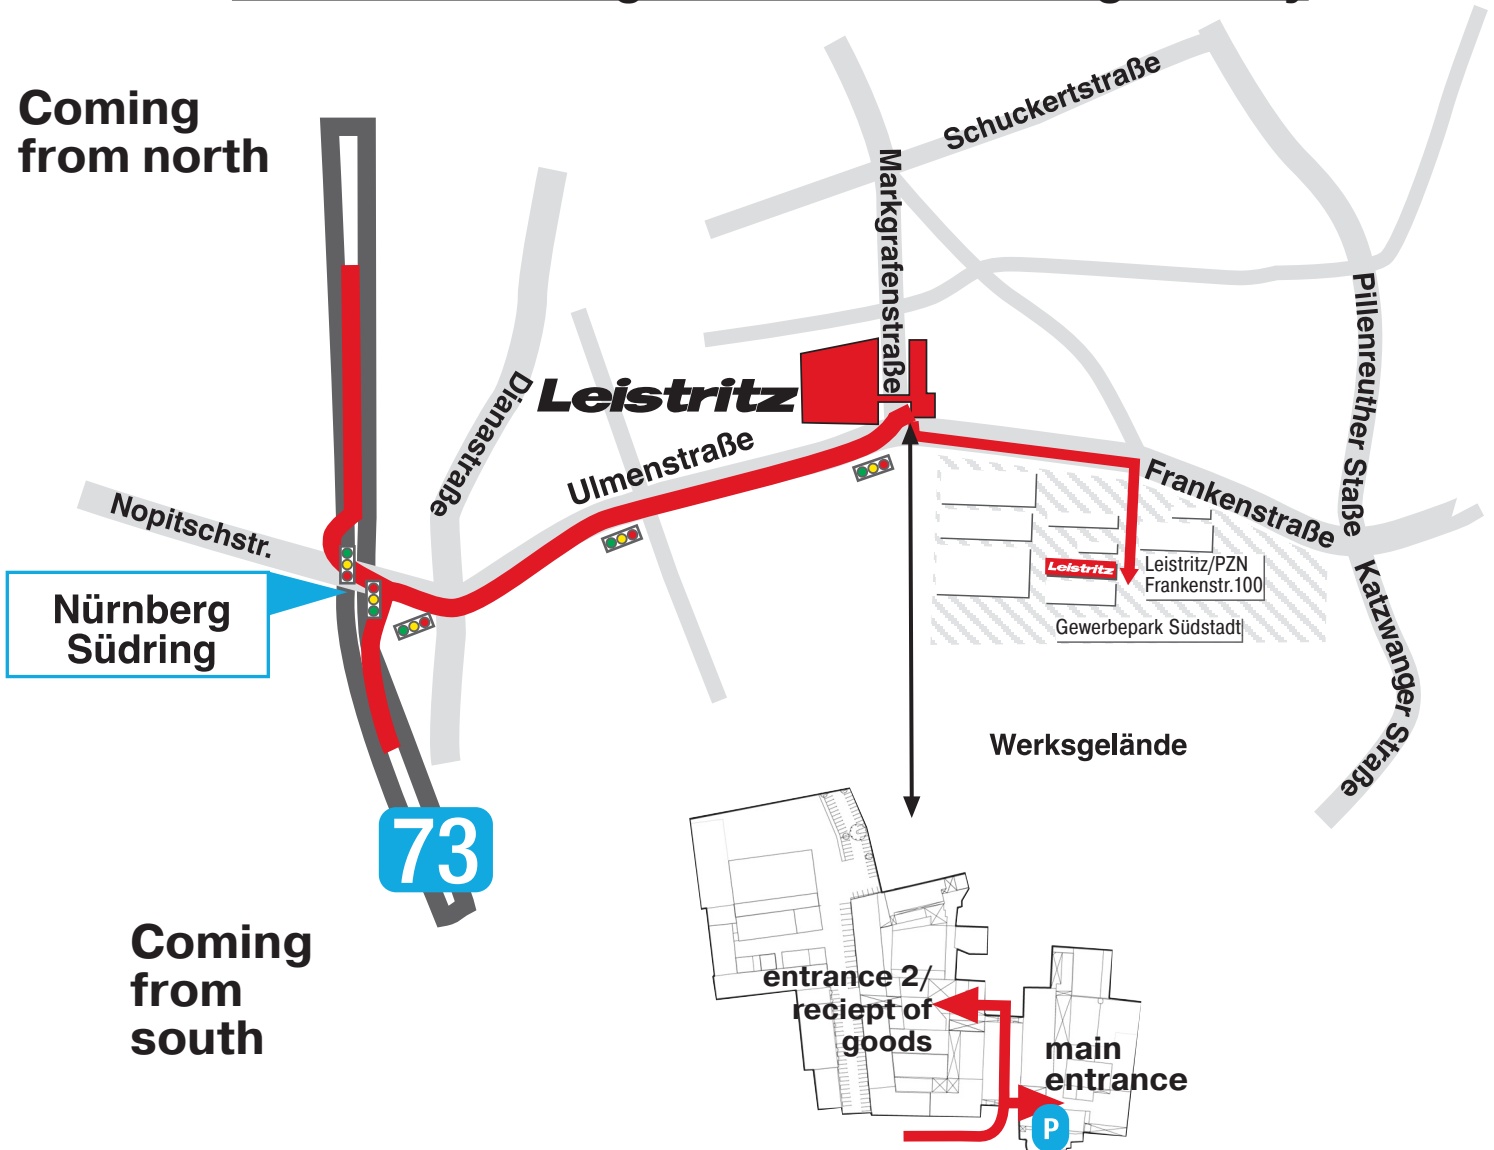 Coming
from north
Schuckertstraße
Markgrafenstraße
Pillenreuther Staße
Dianastraße
Leistritz
Ulmenstraße
Nopitschstr.
Frankenstraße
Nürnberg
Südring
Leistritz
Leistritz/PZN
Frankenstr.100
Gewerbepark Südstadt
Katzwanger Straße
Werksgelände
73
Coming
from
south
entrance 2/
reciept of
goods
main
entrance
P